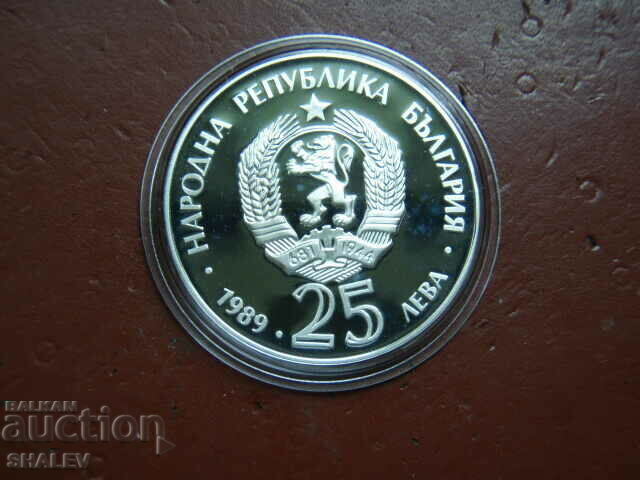 НАРОДНА РЕПУБЛИКА БЪЛГАРИЯ
681 1944
· 1989 · 25 ЛЕВА ·
BALKAN
auction
SHALEV